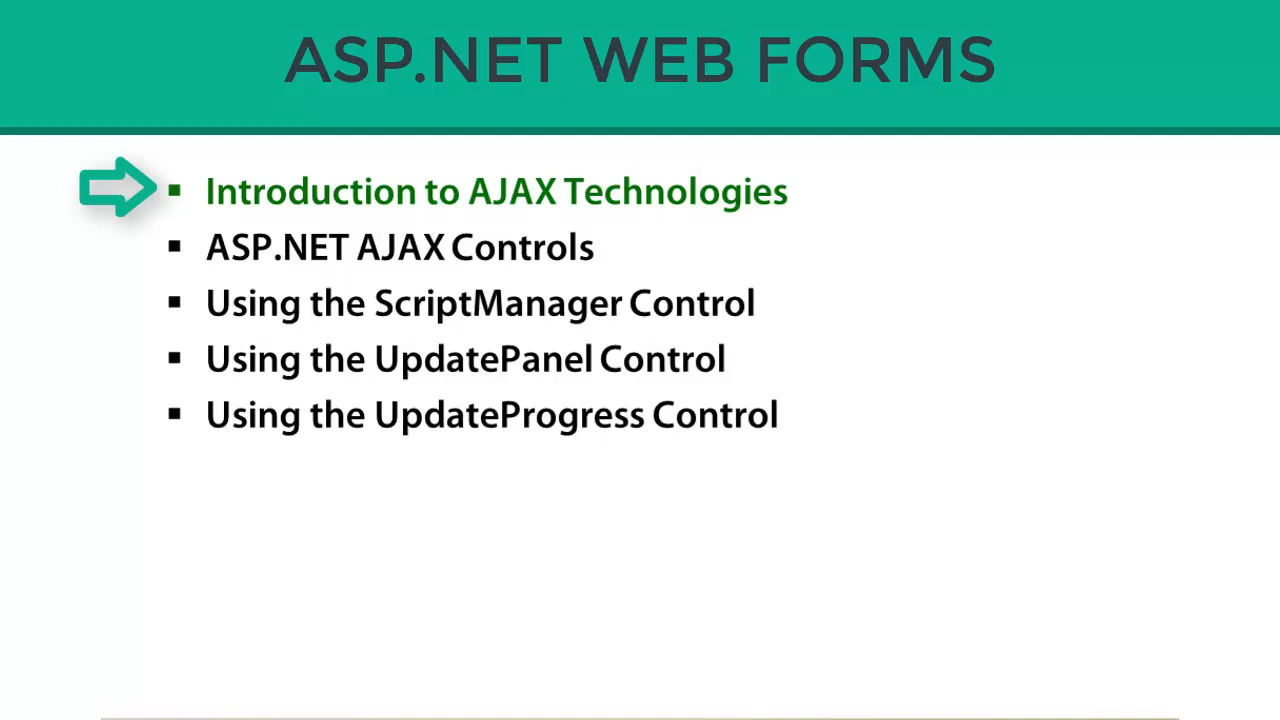 ASP.NET WEB FORMS
Introduction to AJAX Technologies
ASP.NET AJAX Controls
Using the ScriptManager Control
Using the UpdatePanel Control
Using the UpdateProgress Control